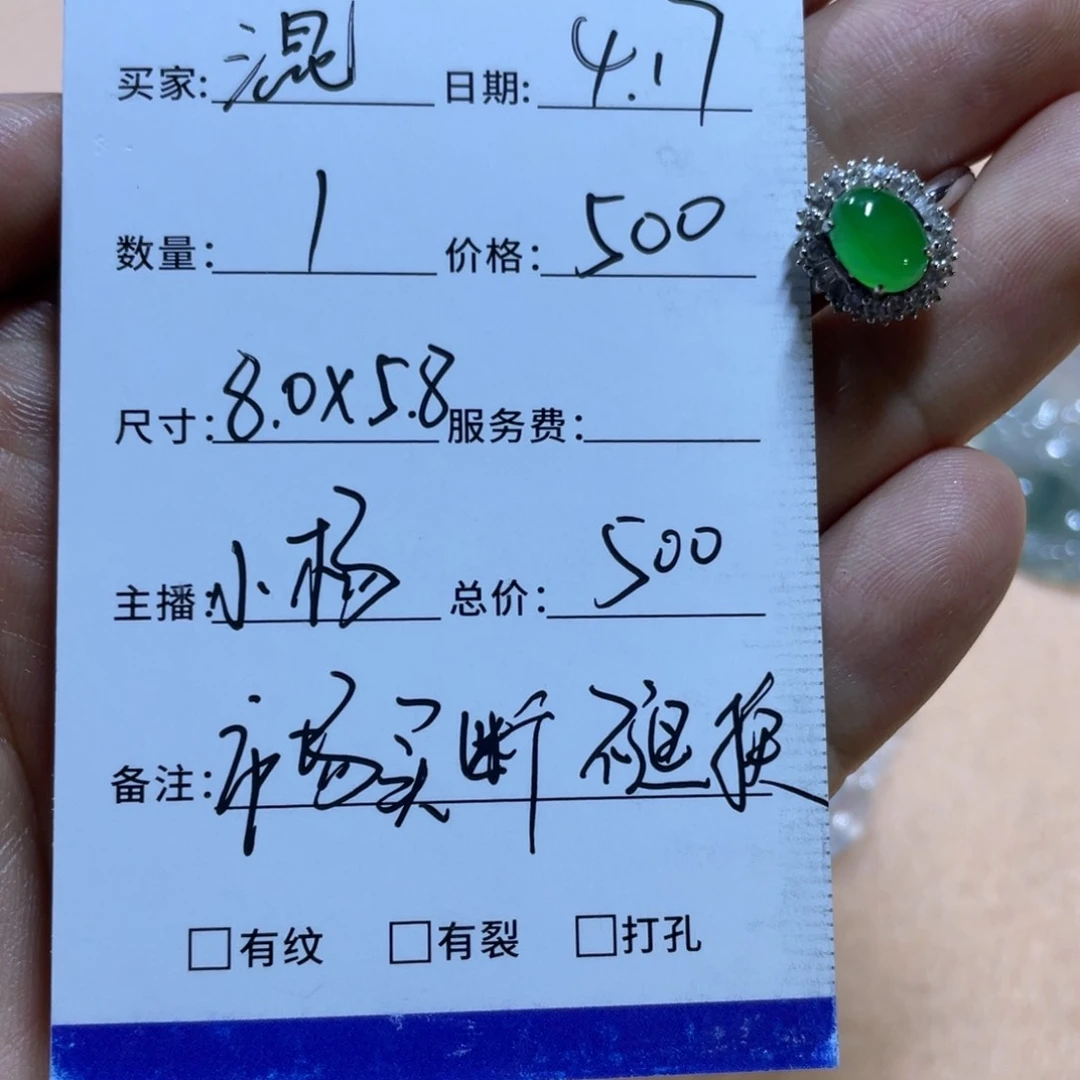 买家: 混 日期: 4.17
数量: 1 价格: 500
尺寸: 8.0X5.8 服务费:
主播: 小杨 总价: 500
备注: 市场买断 不退换
□有纹 □有裂 □打孔